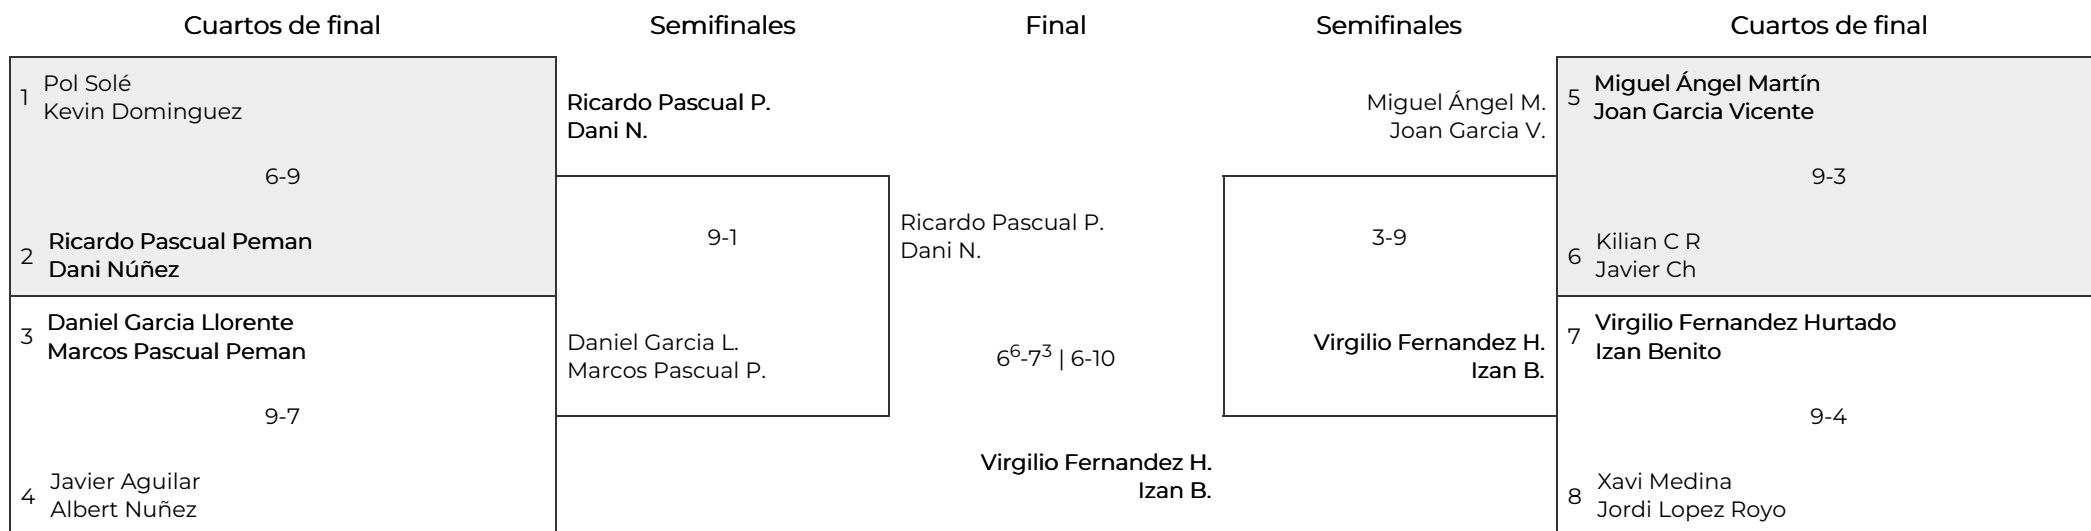 Cuartos de final
Semifinales
Final
Semifinales
Cuartos de final
1
Pol Solé
Kevin Dominguez
6-9
2
Ricardo Pascual Peman
Dani Núñez
3
Daniel Garcia Llorente
Marcos Pascual Peman
9-7
4
Javier Aguilar
Albert Nuñez
Ricardo Pascual P.
Dani N.
9-1
Daniel Garcia L.
Marcos Pascual P.
Ricardo Pascual P.
Dani N.
6⁶-7³ | 6-10
Virgilio Fernandez H.
Izan B.
Miguel Ángel M.
Joan Garcia V.
3-9
Virgilio Fernandez H.
Izan B.
5
Miguel Ángel Martín
Joan Garcia Vicente
9-3
6
Kilian C R
Javier Ch
7
Virgilio Fernandez Hurtado
Izan Benito
9-4
8
Xavi Medina
Jordi Lopez Royo